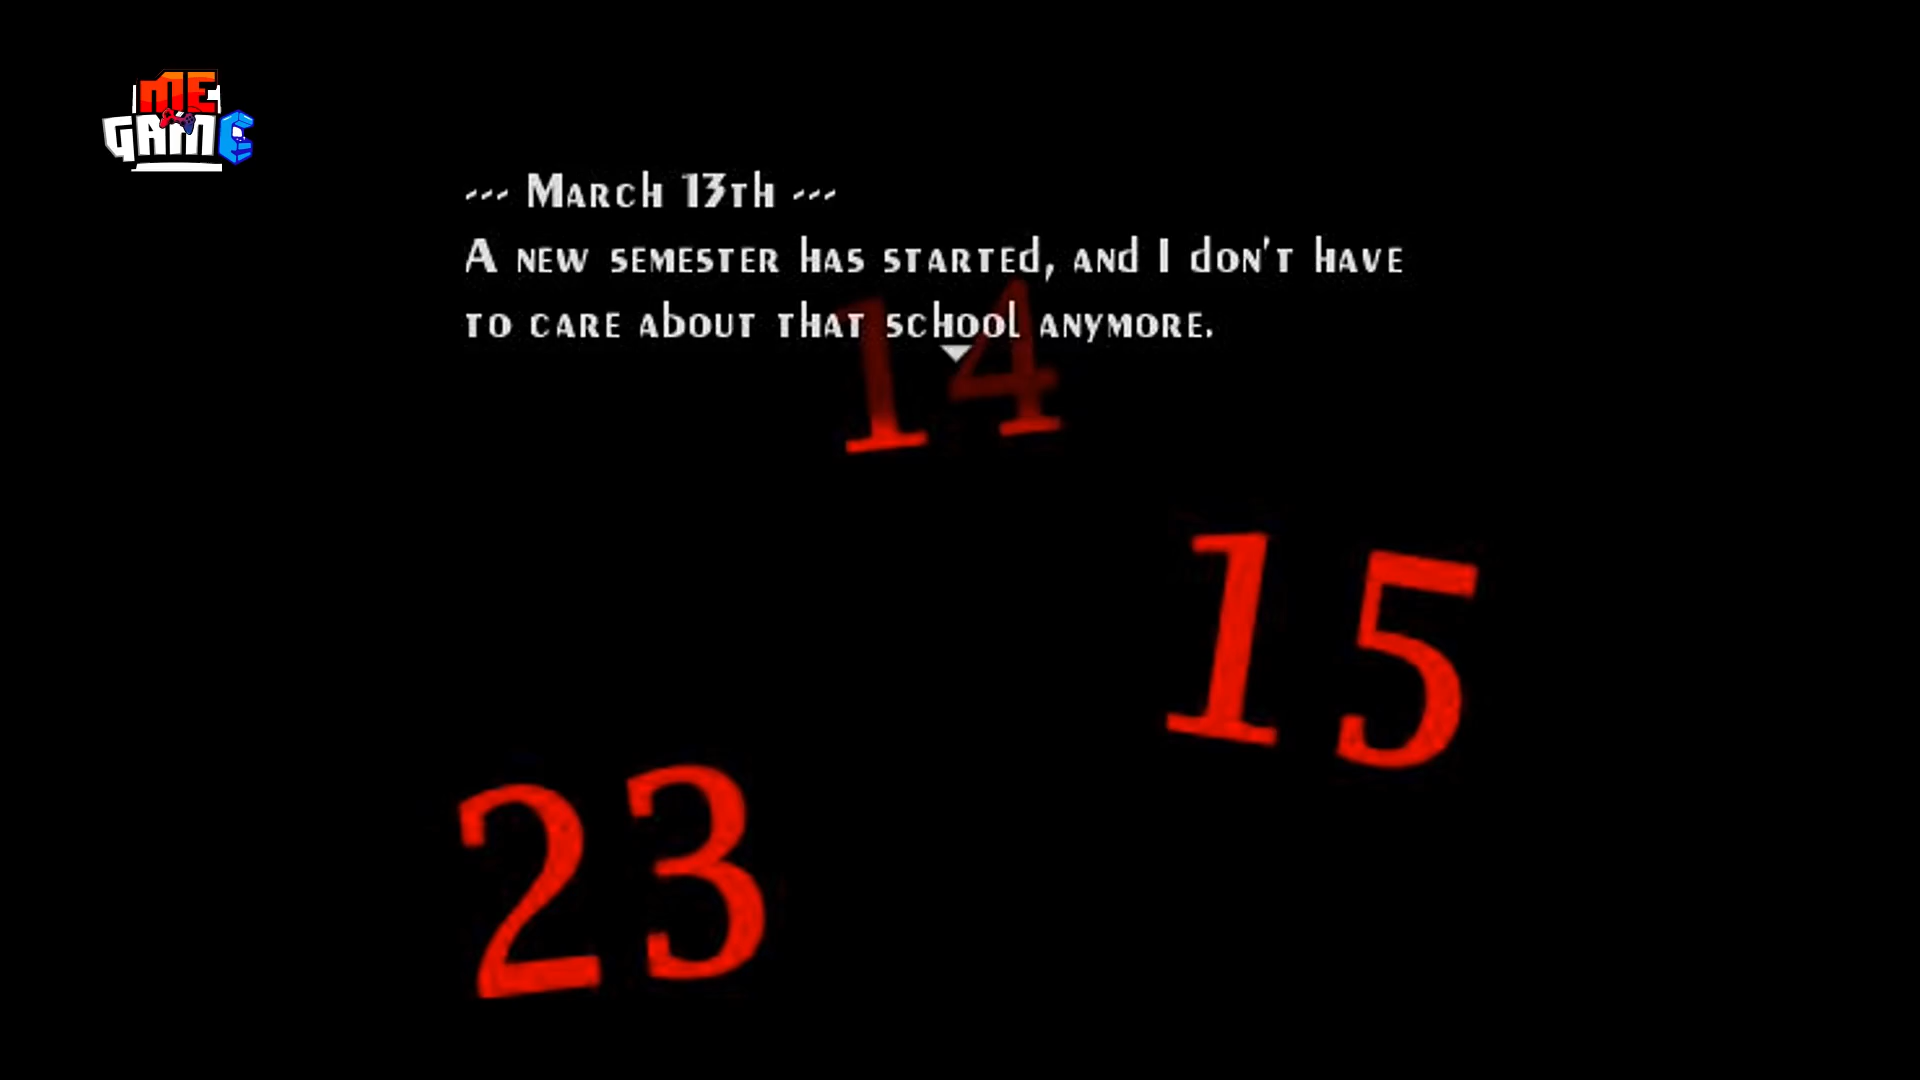 ME
GAME
--- March 13th ---
A new semester has started, and I don't have
to care about that school anymore.
14
15
23